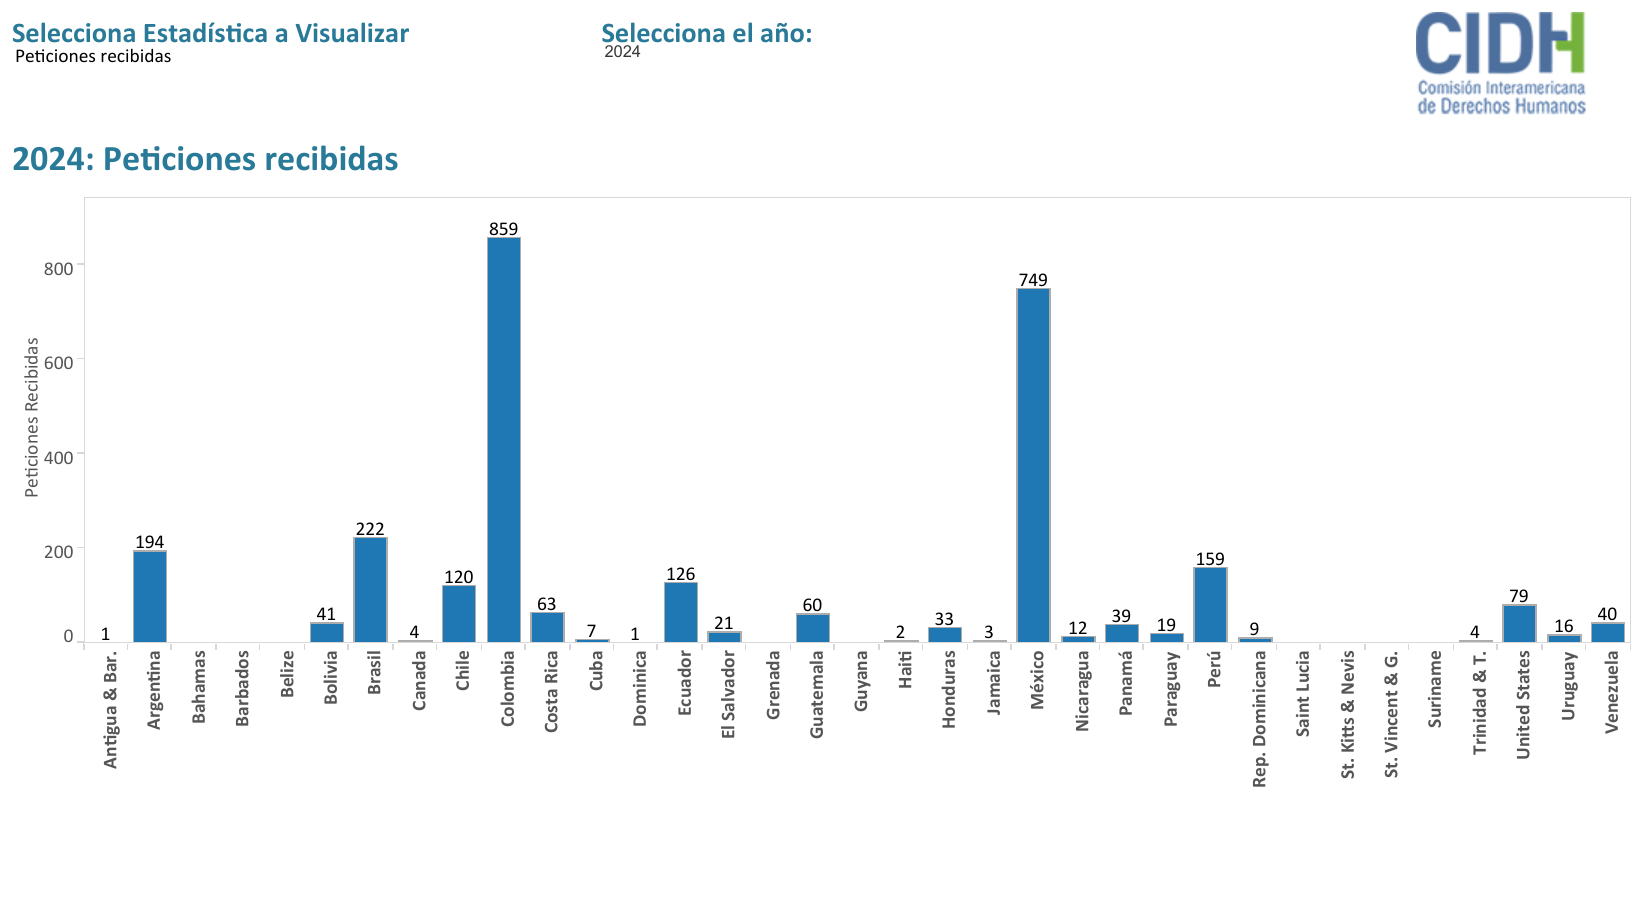 Selecciona Estadística a Visualizar
Peticiones recibidas
Selecciona el año:
2024
CIDH
Comisión Interamericana
de Derechos Humanos
2024: Peticiones recibidas
Peticiones Recibidas
800
600
400
200
0
1
194
41
222
4
120
859
63
7
1
126
21
60
2
33
3
749
12
39
19
159
9
4
79
16
40
Antigua & Bar.
Argentina
Bahamas
Barbados
Belize
Bolivia
Brasil
Canada
Chile
Colombia
Costa Rica
Cuba
Dominica
Ecuador
El Salvador
Grenada
Guatemala
Guyana
Haiti
Honduras
Jamaica
México
Nicaragua
Panamá
Paraguay
Perú
Rep. Dominicana
Saint Lucia
St. Kitts & Nevis
St. Vincent & G.
Suriname
Trinidad & T.
United States
Uruguay
Venezuela